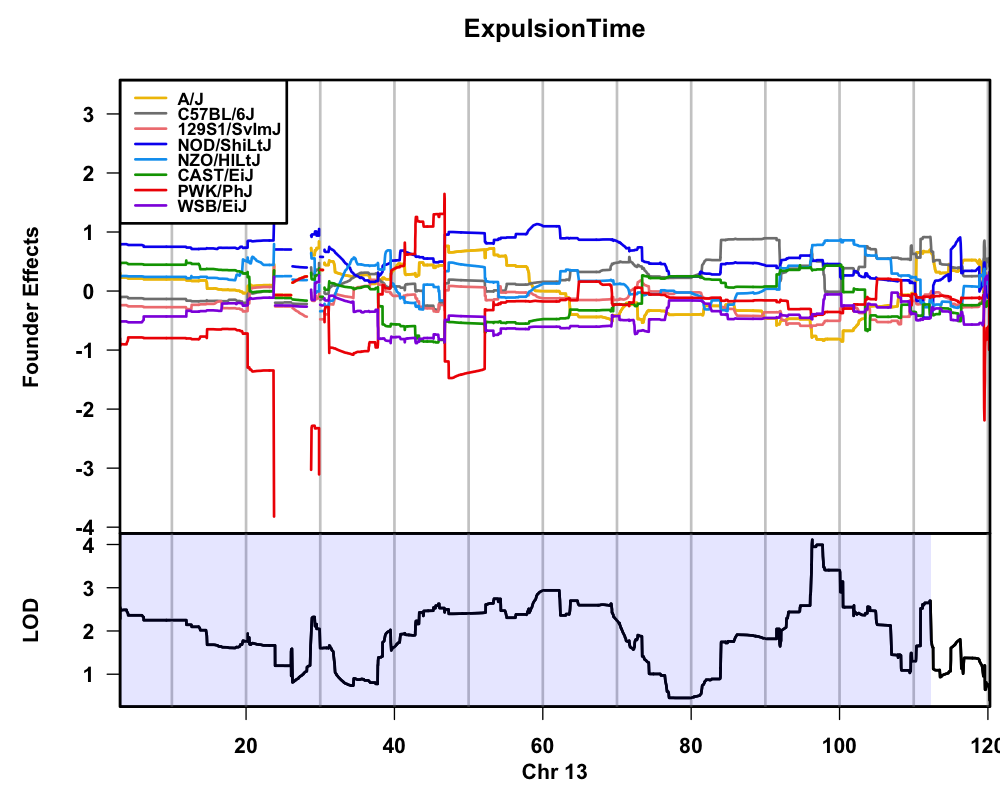 ExpulsionTime
A/J
C57BL/6J
129S1/SvImJ
NOD/ShiLtJ
NZO/HlLtJ
CAST/EiJ
PWK/PhJ
WSB/EiJ
Founder Effects
3
2
1
0
-1
-2
-3
-4
LOD
4
3
2
1
20 40 60 80 100 120
Chr 13